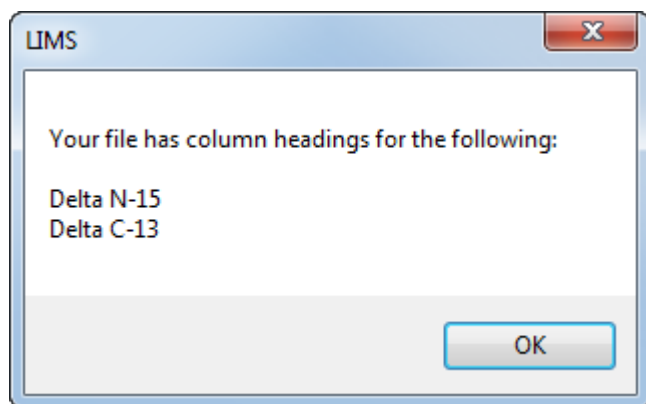 LIMS
Your file has column headings for the following:
Delta N-15
Delta C-13
OK